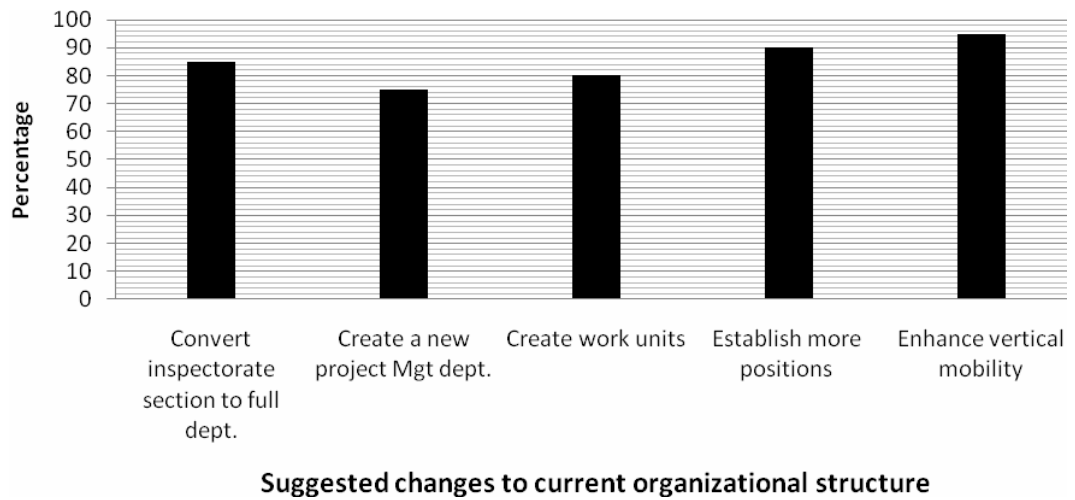 100
90
80
70
60
50
40
30
20
10
0
Percentage
Convert
inspectorate
section to full
dept.
Create a new
project Mgt dept.
Create work units
Establish more
positions
Enhance vertical
mobility
Suggested changes to current organizational structure